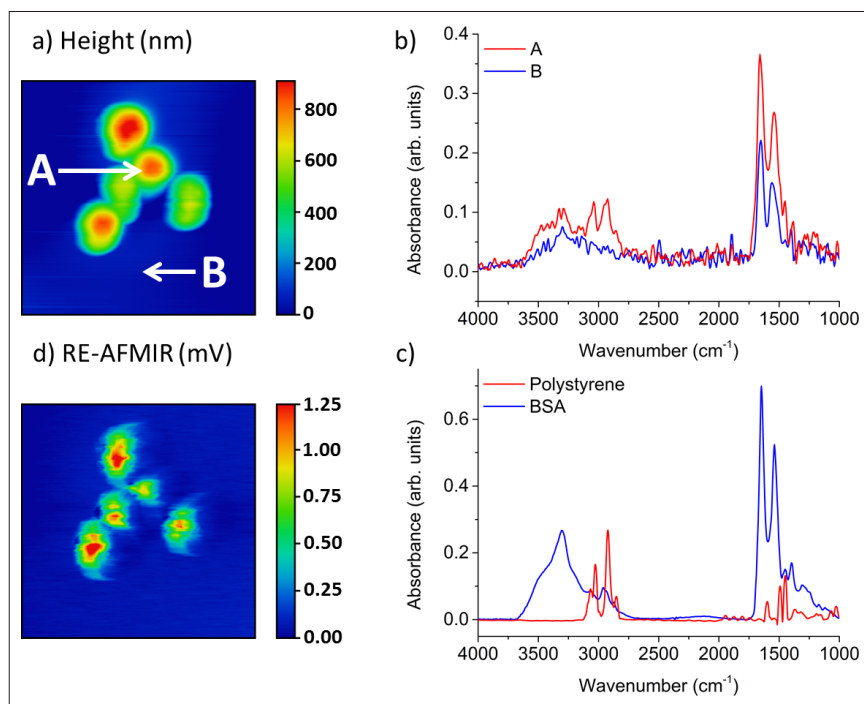 a) Height (nm)
A
B
800
600
400
200
0
b)
A
B
Absorbance (arb. units)
0.4
0.3
0.2
0.1
0.0
4000 3500 3000 2500 2000 1500 1000
Wavenumber (cm⁻¹)
d) RE-AFMIR (mV)
1.25
1.00
0.75
0.50
0.25
0.00
c)
Polystyrene
BSA
Absorbance (arb. units)
0.6
0.4
0.2
0.0
4000 3500 3000 2500 2000 1500 1000
Wavenumber (cm⁻¹)